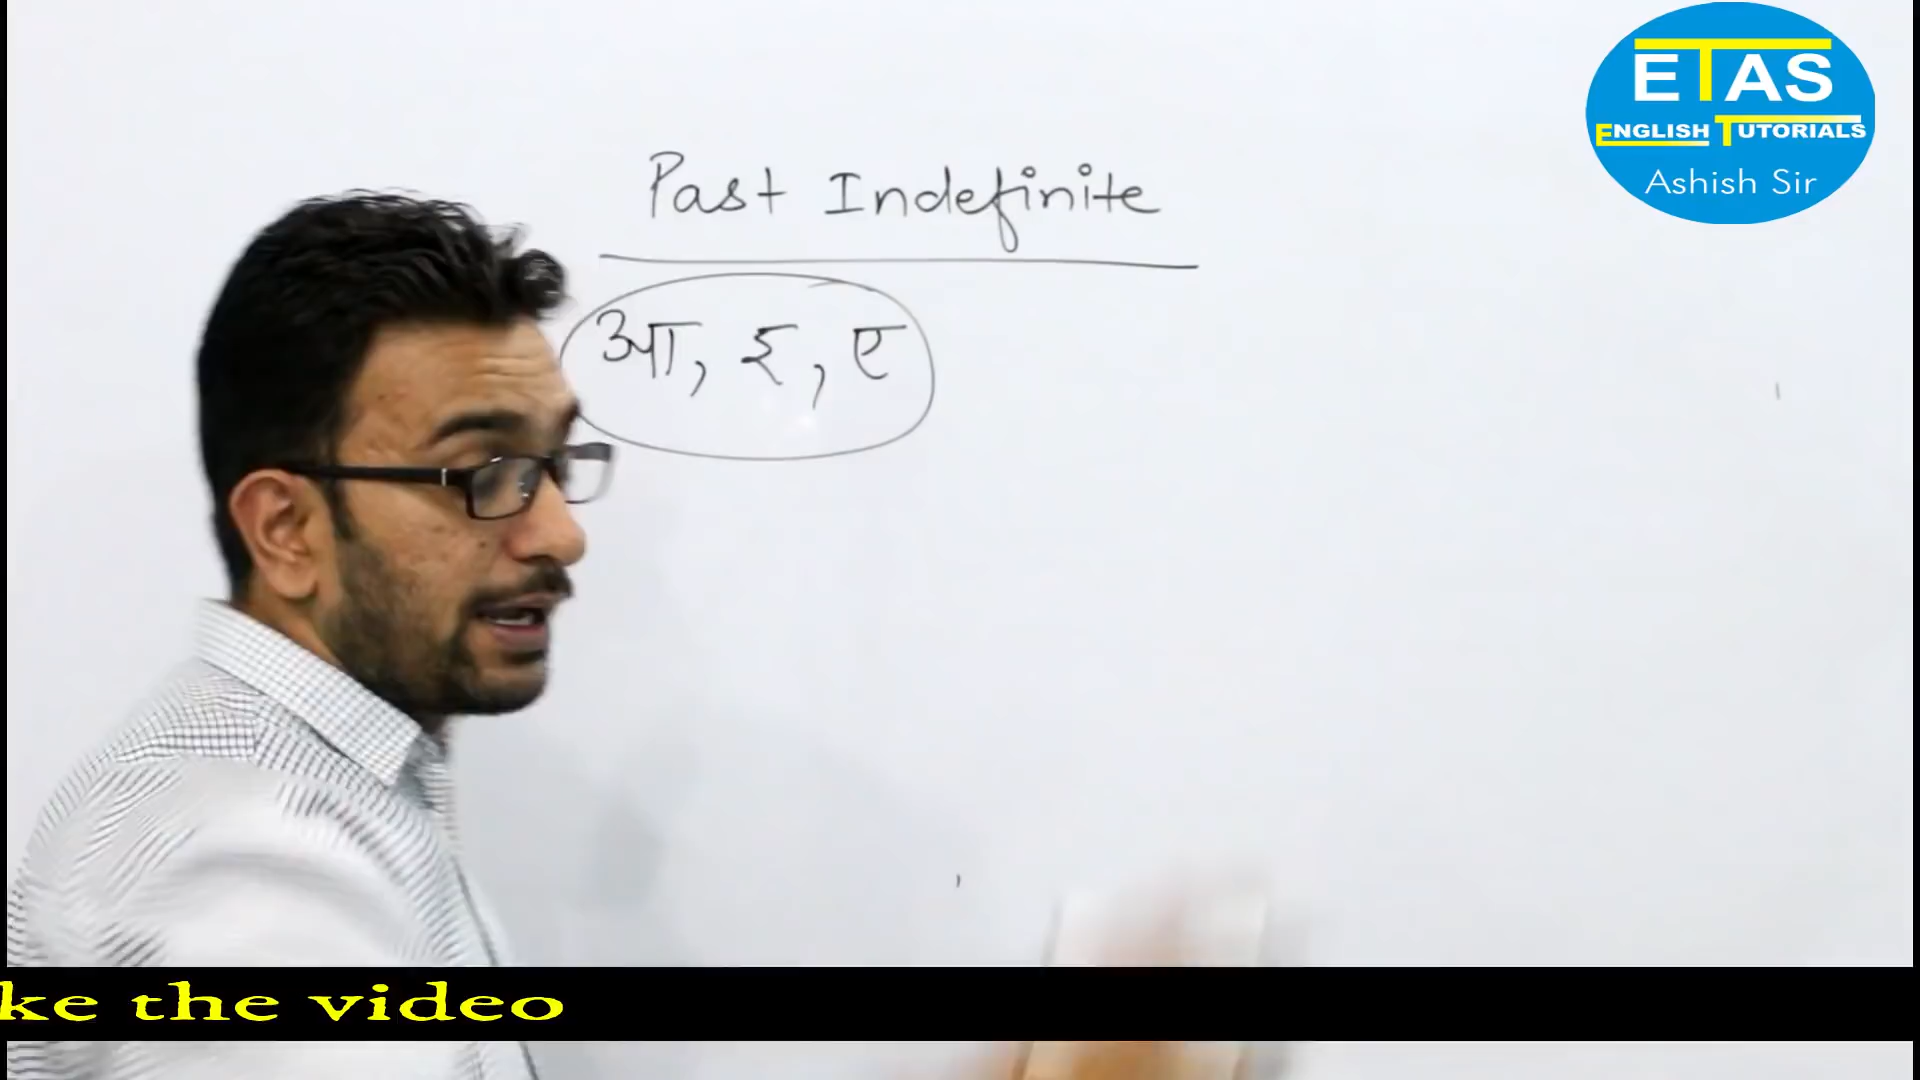 ETAS
ENGLISH TUTORIALS
Ashish Sir
Past Indefinite
आ, इ, ए
ke the video